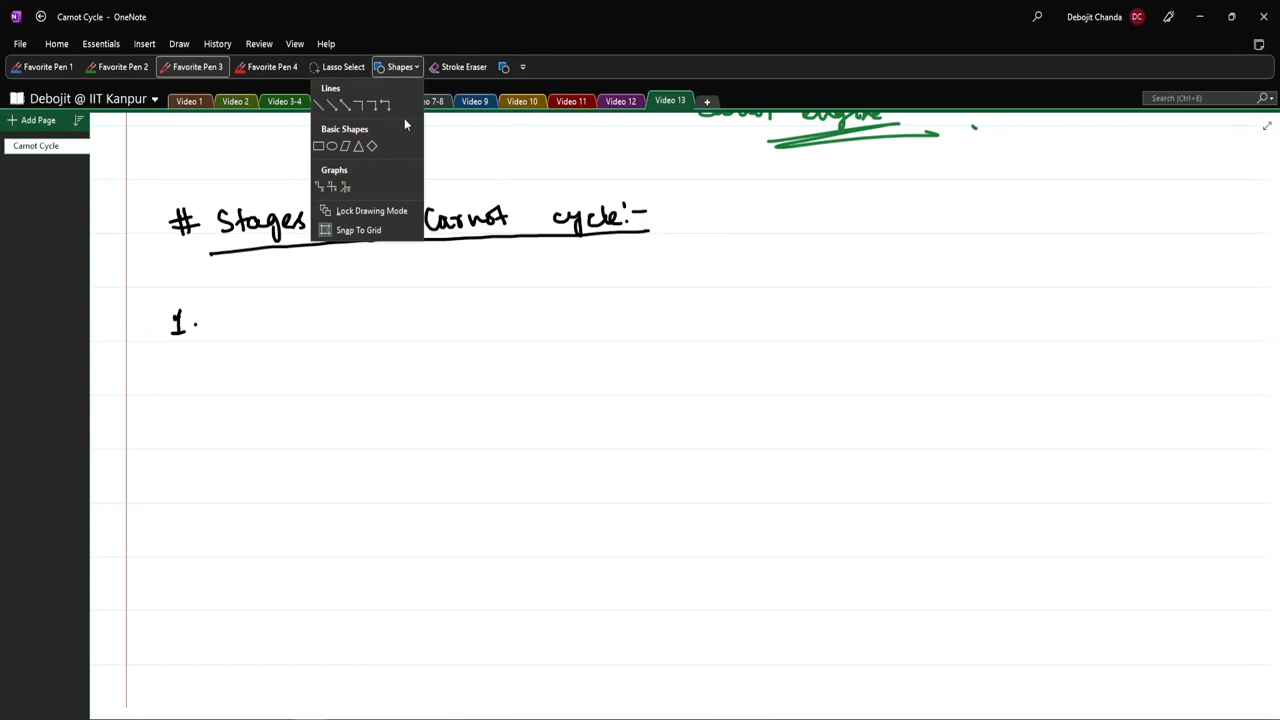 Carnot Cycle - OneNote
Debojit Chanda DC
File Home Essentials Insert Draw History Review View Help
Favorite Pen 1 Favorite Pen 2 Favorite Pen 3 Favorite Pen 4 Lasso Select Shapes Stroke Eraser
Debojit @ IIT Kanpur Video 1 Video 2 Video 3-4 7-8 Video 9 Video 10 Video 11 Video 12 Video 13 + Search (Ctrl+E)
Add Page
Carnot Cycle
Lines
Basic Shapes
Graphs
Lock Drawing Mode
Snap To Grid
engine
# Stages Carnot cycle:-
1.